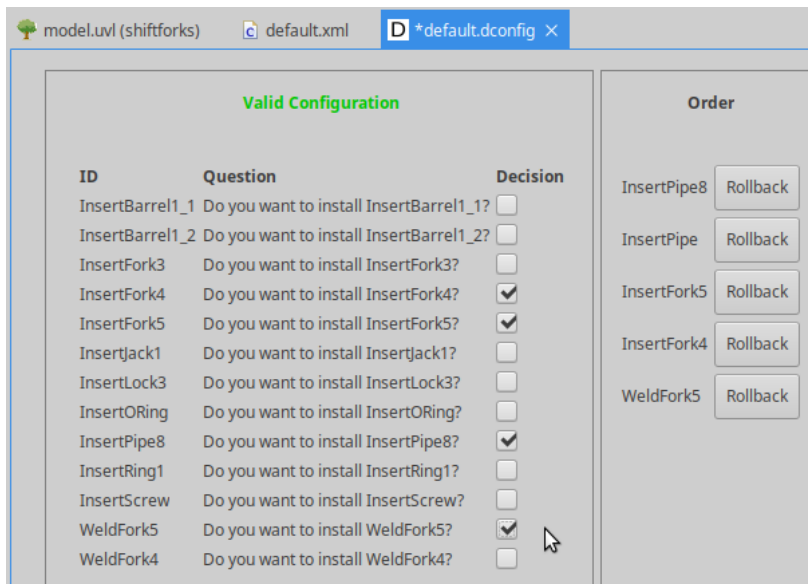 model.uvl (shiftforks) default.xml D *default.dconfig
Valid Configuration
ID Question Decision
InsertBarrel1_1 Do you want to install InsertBarrel1_1?
InsertBarrel1_2 Do you want to install InsertBarrel1_2?
InsertFork3 Do you want to install InsertFork3?
InsertFork4 Do you want to install InsertFork4?
InsertFork5 Do you want to install InsertFork5?
InsertJack1 Do you want to install InsertJack1?
InsertLock3 Do you want to install InsertLock3?
InsertORing Do you want to install InsertORing?
InsertPipe8 Do you want to install InsertPipe8?
InsertRing1 Do you want to install InsertRing1?
InsertScrew Do you want to install InsertScrew?
WeldFork5 Do you want to install WeldFork5?
WeldFork4 Do you want to install WeldFork4?
Order
InsertPipe8 Rollback
InsertPipe Rollback
InsertFork5 Rollback
InsertFork4 Rollback
WeldFork5 Rollback